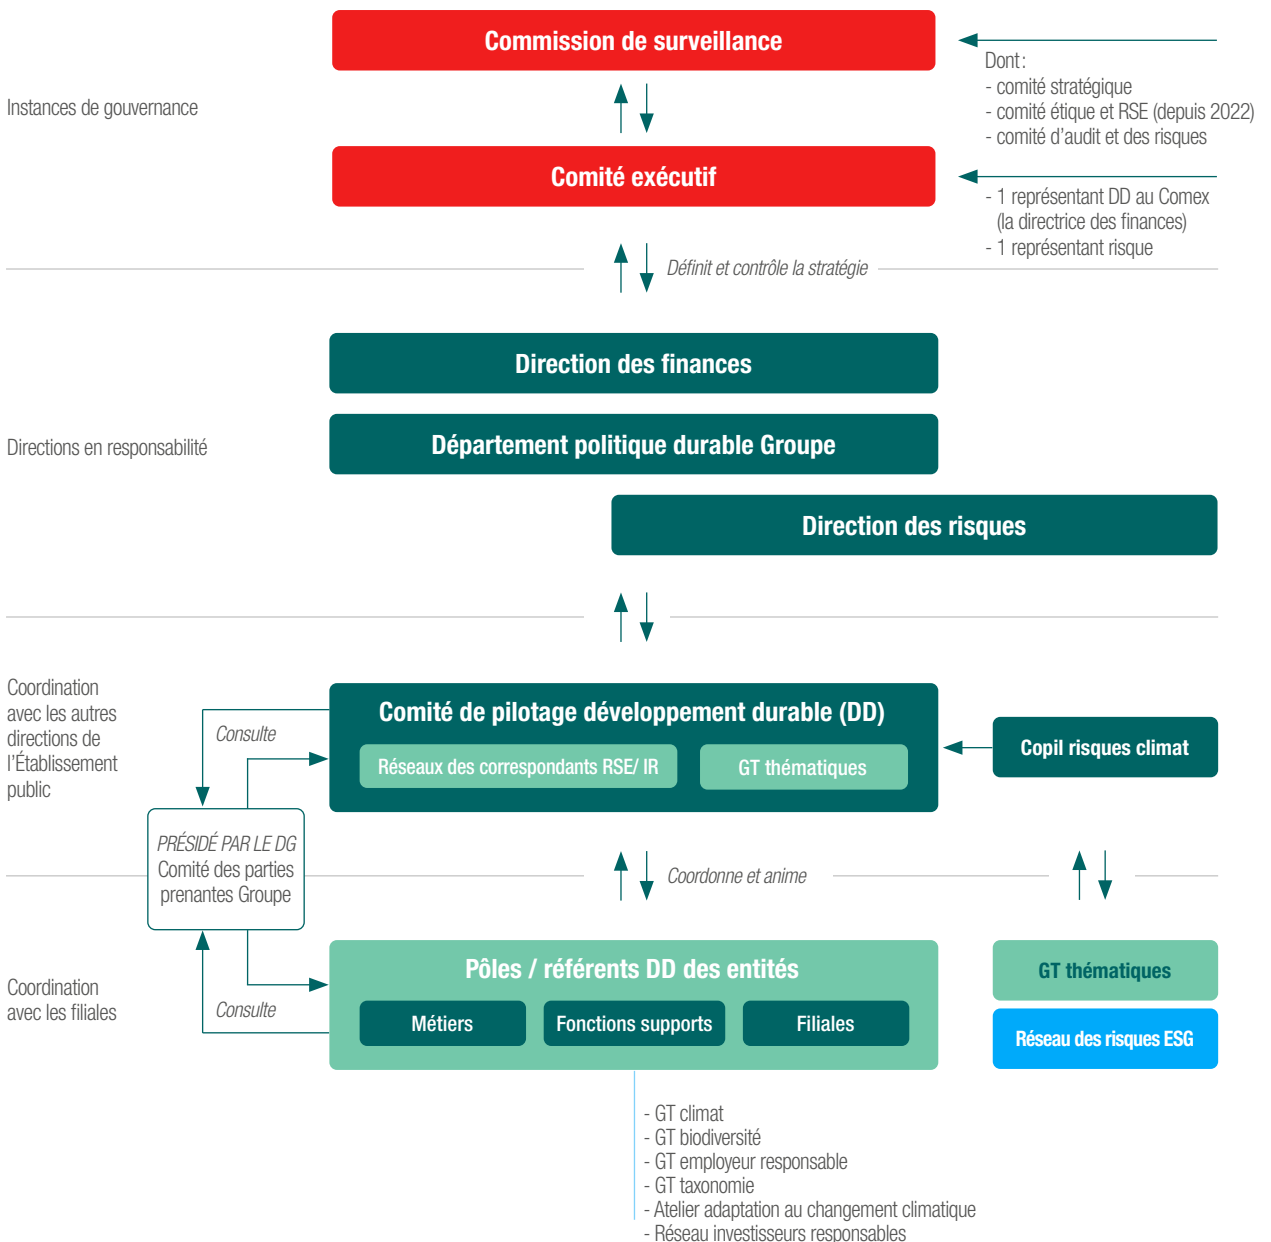 Commission de surveillance
Dont :
- comité stratégique
- comité étique et RSE (depuis 2022)
- comité d'audit et des risques
Instances de gouvernance
Comité exécutif
- 1 représentant DD au Comex
(la directrice des finances)
- 1 représentant risque
Définit et contrôle la stratégie
Direction des finances
Directions en responsabilité
Département politique durable Groupe
Direction des risques
Coordination
avec les autres
directions de
l'Établissement
public
Consulte
Comité de pilotage développement durable (DD)
Réseaux des correspondants RSE/ IR
GT thématiques
Copil risques climat
PRÉSIDÉ PAR LE DG
Comité des parties
prenantes Groupe
Coordonne et anime
Coordination
avec les filiales
Consulte
Pôles / référents DD des entités
Métiers
Fonctions supports
Filiales
GT thématiques
Réseau des risques ESG
- GT climat
- GT biodiversité
- GT employeur responsable
- GT taxonomie
- Atelier adaptation au changement climatique
- Réseau investisseurs responsables